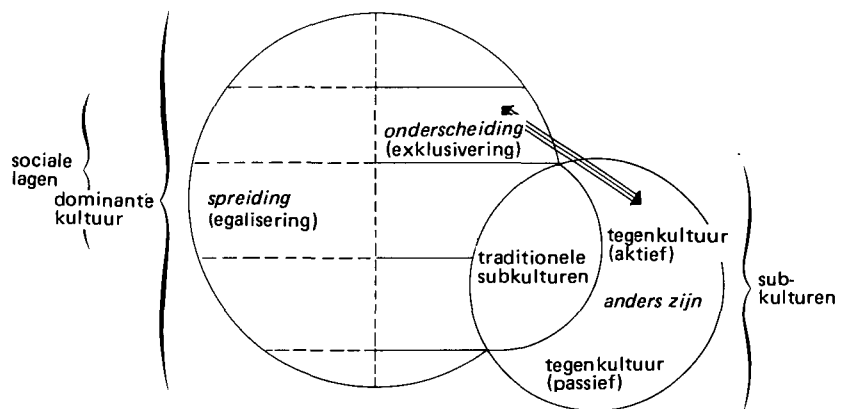 sociale
lagen
dominante
kultuur
spreiding
(egalisering)
onderscheiding
(exklusivering)
traditionele
subkulturen
tegenkultuur
(aktief)
anders zijn
tegenkultuur
(passief)
sub-
kulturen